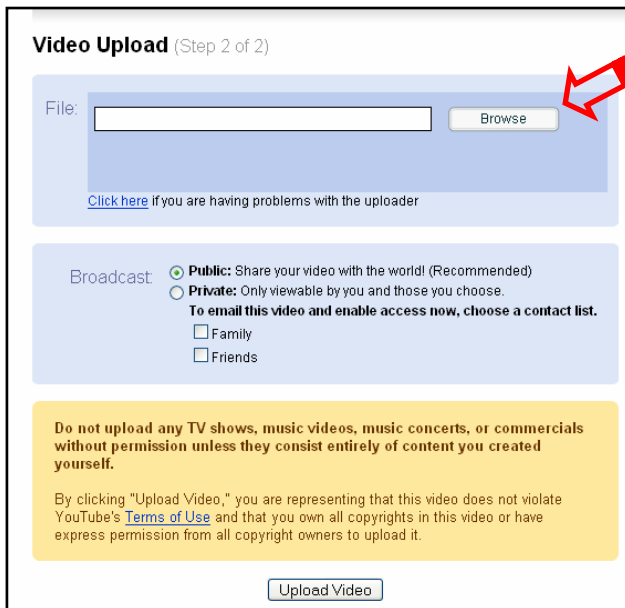 Video Upload (Step 2 of 2)
File:
Browse
Click here if you are having problems with the uploader
Broadcast: Public: Share your video with the world! (Recommended)
Private: Only viewable by you and those you choose.
To email this video and enable access now, choose a contact list.
Family
Friends
Do not upload any TV shows, music videos, music concerts, or commercials
without permission unless they consist entirely of content you created
yourself.
By clicking "Upload Video," you are representing that this video does not violate
YouTube's Terms of Use and that you own all copyrights in this video or have
express permission from all copyright owners to upload it.
Upload Video